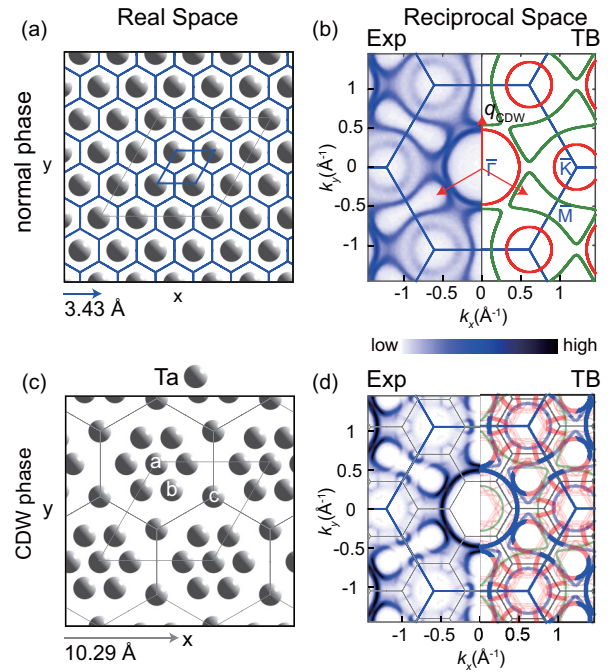 Real Space
Reciprocal Space
(a)
(b)
Exp
TB
normal phase
y
x
3.43 Å
k_y(Å⁻¹)
1
0.5
0
-0.5
-1
q_CDW
Γ̅
K̅
M̅
-1
-0.5
0
0.5
1
k_x(Å⁻¹)
low
high
(c)
Ta
(d)
Exp
TB
CDW phase
y
a
b
c
x
10.29 Å
k_y(Å⁻¹)
1
0.5
0
-0.5
-1
-1
-0.5
0
0.5
1
k_x(Å⁻¹)